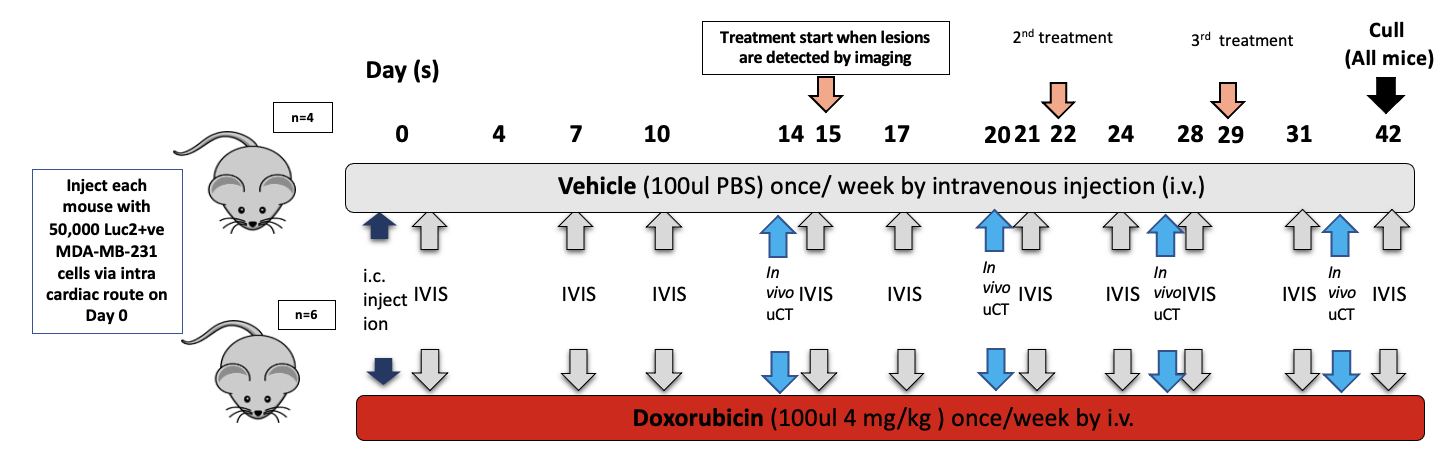 Treatment start when lesions
are detected by imaging
2nd treatment
3rd treatment
Cull
(All mice)
Day (s)
n=4
0 4 7 10 14 15 17 20 21 22 24 28 29 31 42
Inject each
mouse with
50,000 Luc2+ve
MDA-MB-231
cells via intra
cardiac route on
Day 0
Vehicle (100ul PBS) once/ week by intravenous injection (i.v.)
i.c.
inject
ion
IVIS
IVIS
IVIS
In
vivo
uCT
IVIS
IVIS
In
vivo
uCT
IVIS
IVIS
In
vivo
uCT
IVIS
IVIS
In
vivo
uCT
IVIS
n=6
Doxorubicin (100ul 4 mg/kg ) once/week by i.v.